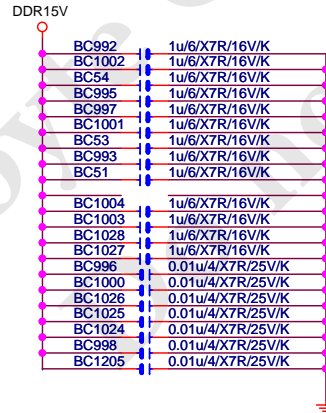 DDR15V
BC992 1u/6/X7R/16V/K
BC1002 1u/6/X7R/16V/K
BC54 1u/6/X7R/16V/K
BC995 1u/6/X7R/16V/K
BC997 1u/6/X7R/16V/K
BC1001 1u/6/X7R/16V/K
BC53 1u/6/X7R/16V/K
BC993 1u/6/X7R/16V/K
BC51 1u/6/X7R/16V/K
BC1004 1u/6/X7R/16V/K
BC1003 1u/6/X7R/16V/K
BC1028 1u/6/X7R/16V/K
BC1027 1u/6/X7R/16V/K
BC996 0.01u/4/X7R/25V/K
BC1000 0.01u/4/X7R/25V/K
BC1026 0.01u/4/X7R/25V/K
BC1025 0.01u/4/X7R/25V/K
BC1024 0.01u/4/X7R/25V/K
BC998 0.01u/4/X7R/25V/K
BC1205 0.01u/4/X7R/25V/K